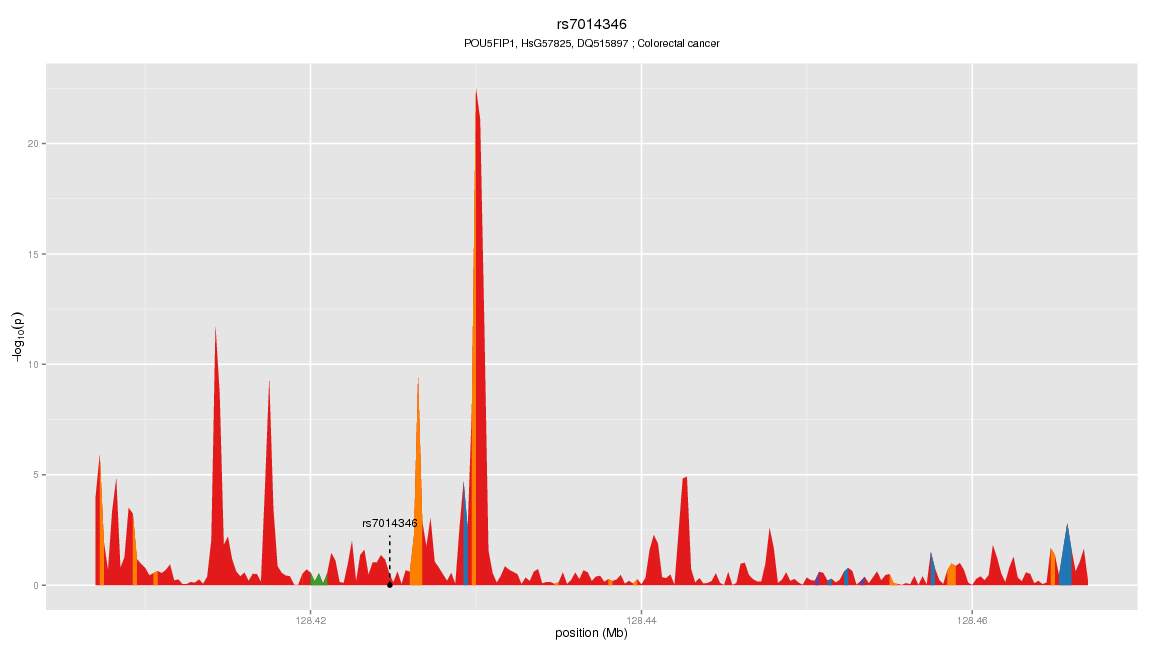 rs7014346
POU5FIP1, HsG57825, DQ515897 ; Colorectal cancer
−log10(p)
20
15
10
5
0
rs7014346
128.42
128.44
128.46
position (Mb)